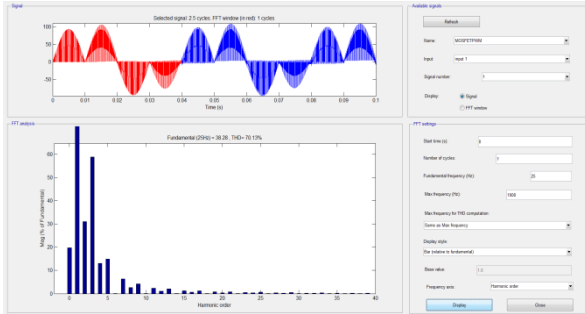 Signal
Selected signal: 2.5 cycles. FFT window (in red): 1 cycles
100
50
0
-50
0
0.01
0.02
0.03
0.04
0.05
0.06
0.07
0.08
0.09
0.1
Time (s)
FFT analysis
Fundamental (25Hz) = 38.28 , THD= 70.13%
Mag (% of Fundamental)
60
50
40
30
20
10
0
0
5
10
15
20
25
30
35
40
Harmonic order
Available signals
Refresh
Name
MOSFETPWM
Input
input 1
Signal number:
1
Display:
Signal
FFT window
FFT settings
Start time (s):
0
Number of cycles:
1
Fundamental frequency (Hz):
25
Max frequency (Hz):
1000
Max frequency for THD computation:
Same as Max frequency
Display style:
Bar (relative to fundamental)
Base value:
1.0
Frequency axis:
Harmonic order
Display
Close